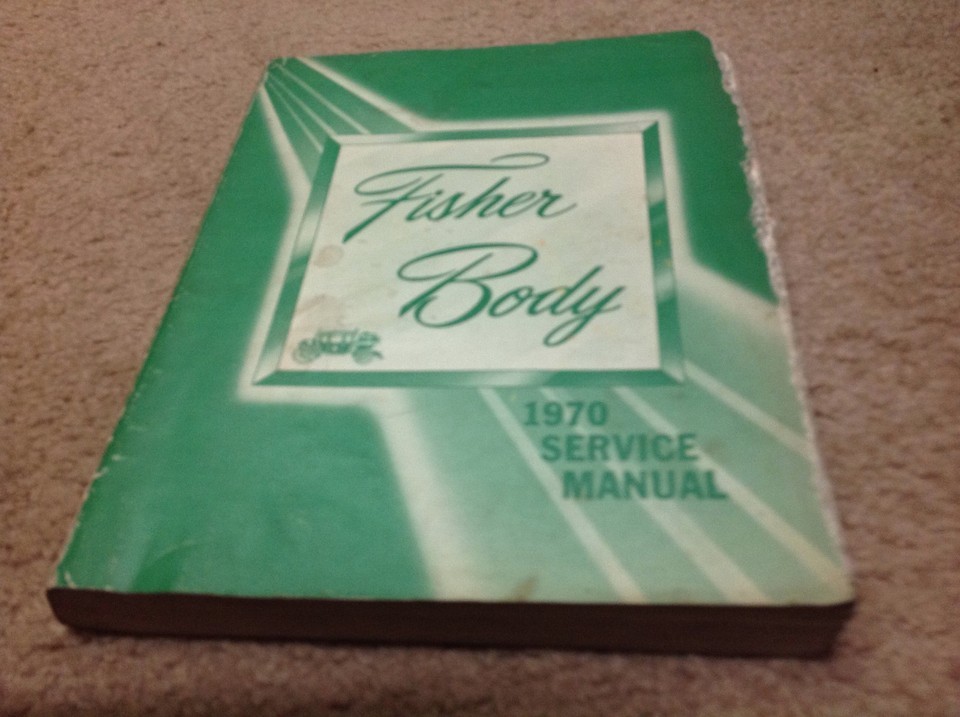 Fisher
Body
1970
SERVICE
MANUAL